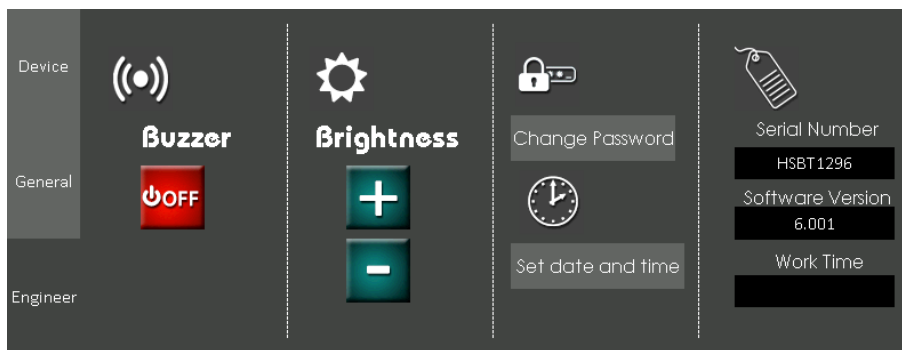 Device
General
Engineer
Buzzer
OFF
Brightness
+
-
Change Password
Set date and time
Serial Number
HSBT1296
Software Version
6.001
Work Time